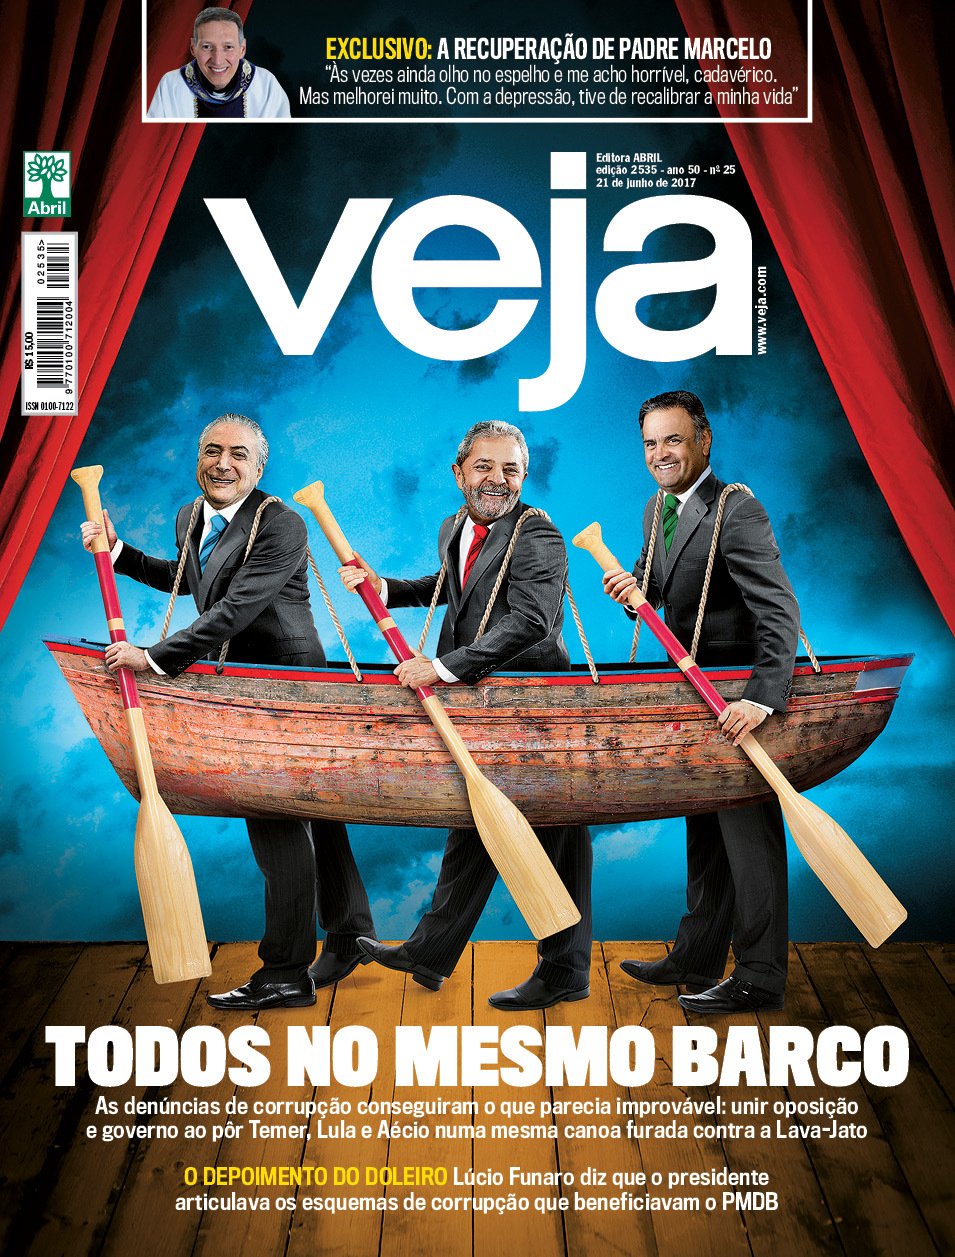 EXCLUSIVO: A RECUPERAÇÃO DE PADRE MARCELO
“Às vezes ainda olho no espelho e me acho horrível, cadavérico.
Mas melhorei muito. Com a depressão, tive de recalibrar a minha vida”
Editora ABRIL
edição 2535 - ano 50 - nº 25
21 de junho de 2017
Abril
veja
www.veja.com
02535>
R$ 15,00
9 770100 712004
ISSN 0100-7122
TODOS NO MESMO BARCO
As denúncias de corrupção conseguiram o que parecia improvável: unir oposição
e governo ao pôr Temer, Lula e Aécio numa mesma canoa furada contra a Lava-Jato
O DEPOIMENTO DO DOLEIRO Lúcio Funaro diz que o presidente
articulava os esquemas de corrupção que beneficiavam o PMDB